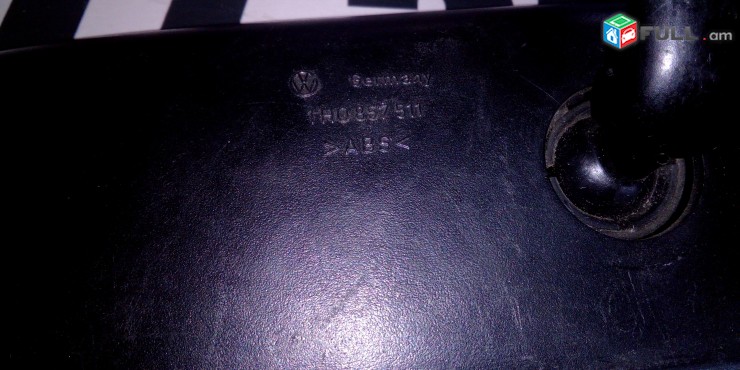 FULL.am
Germany
1H0 857 511
>ABS<